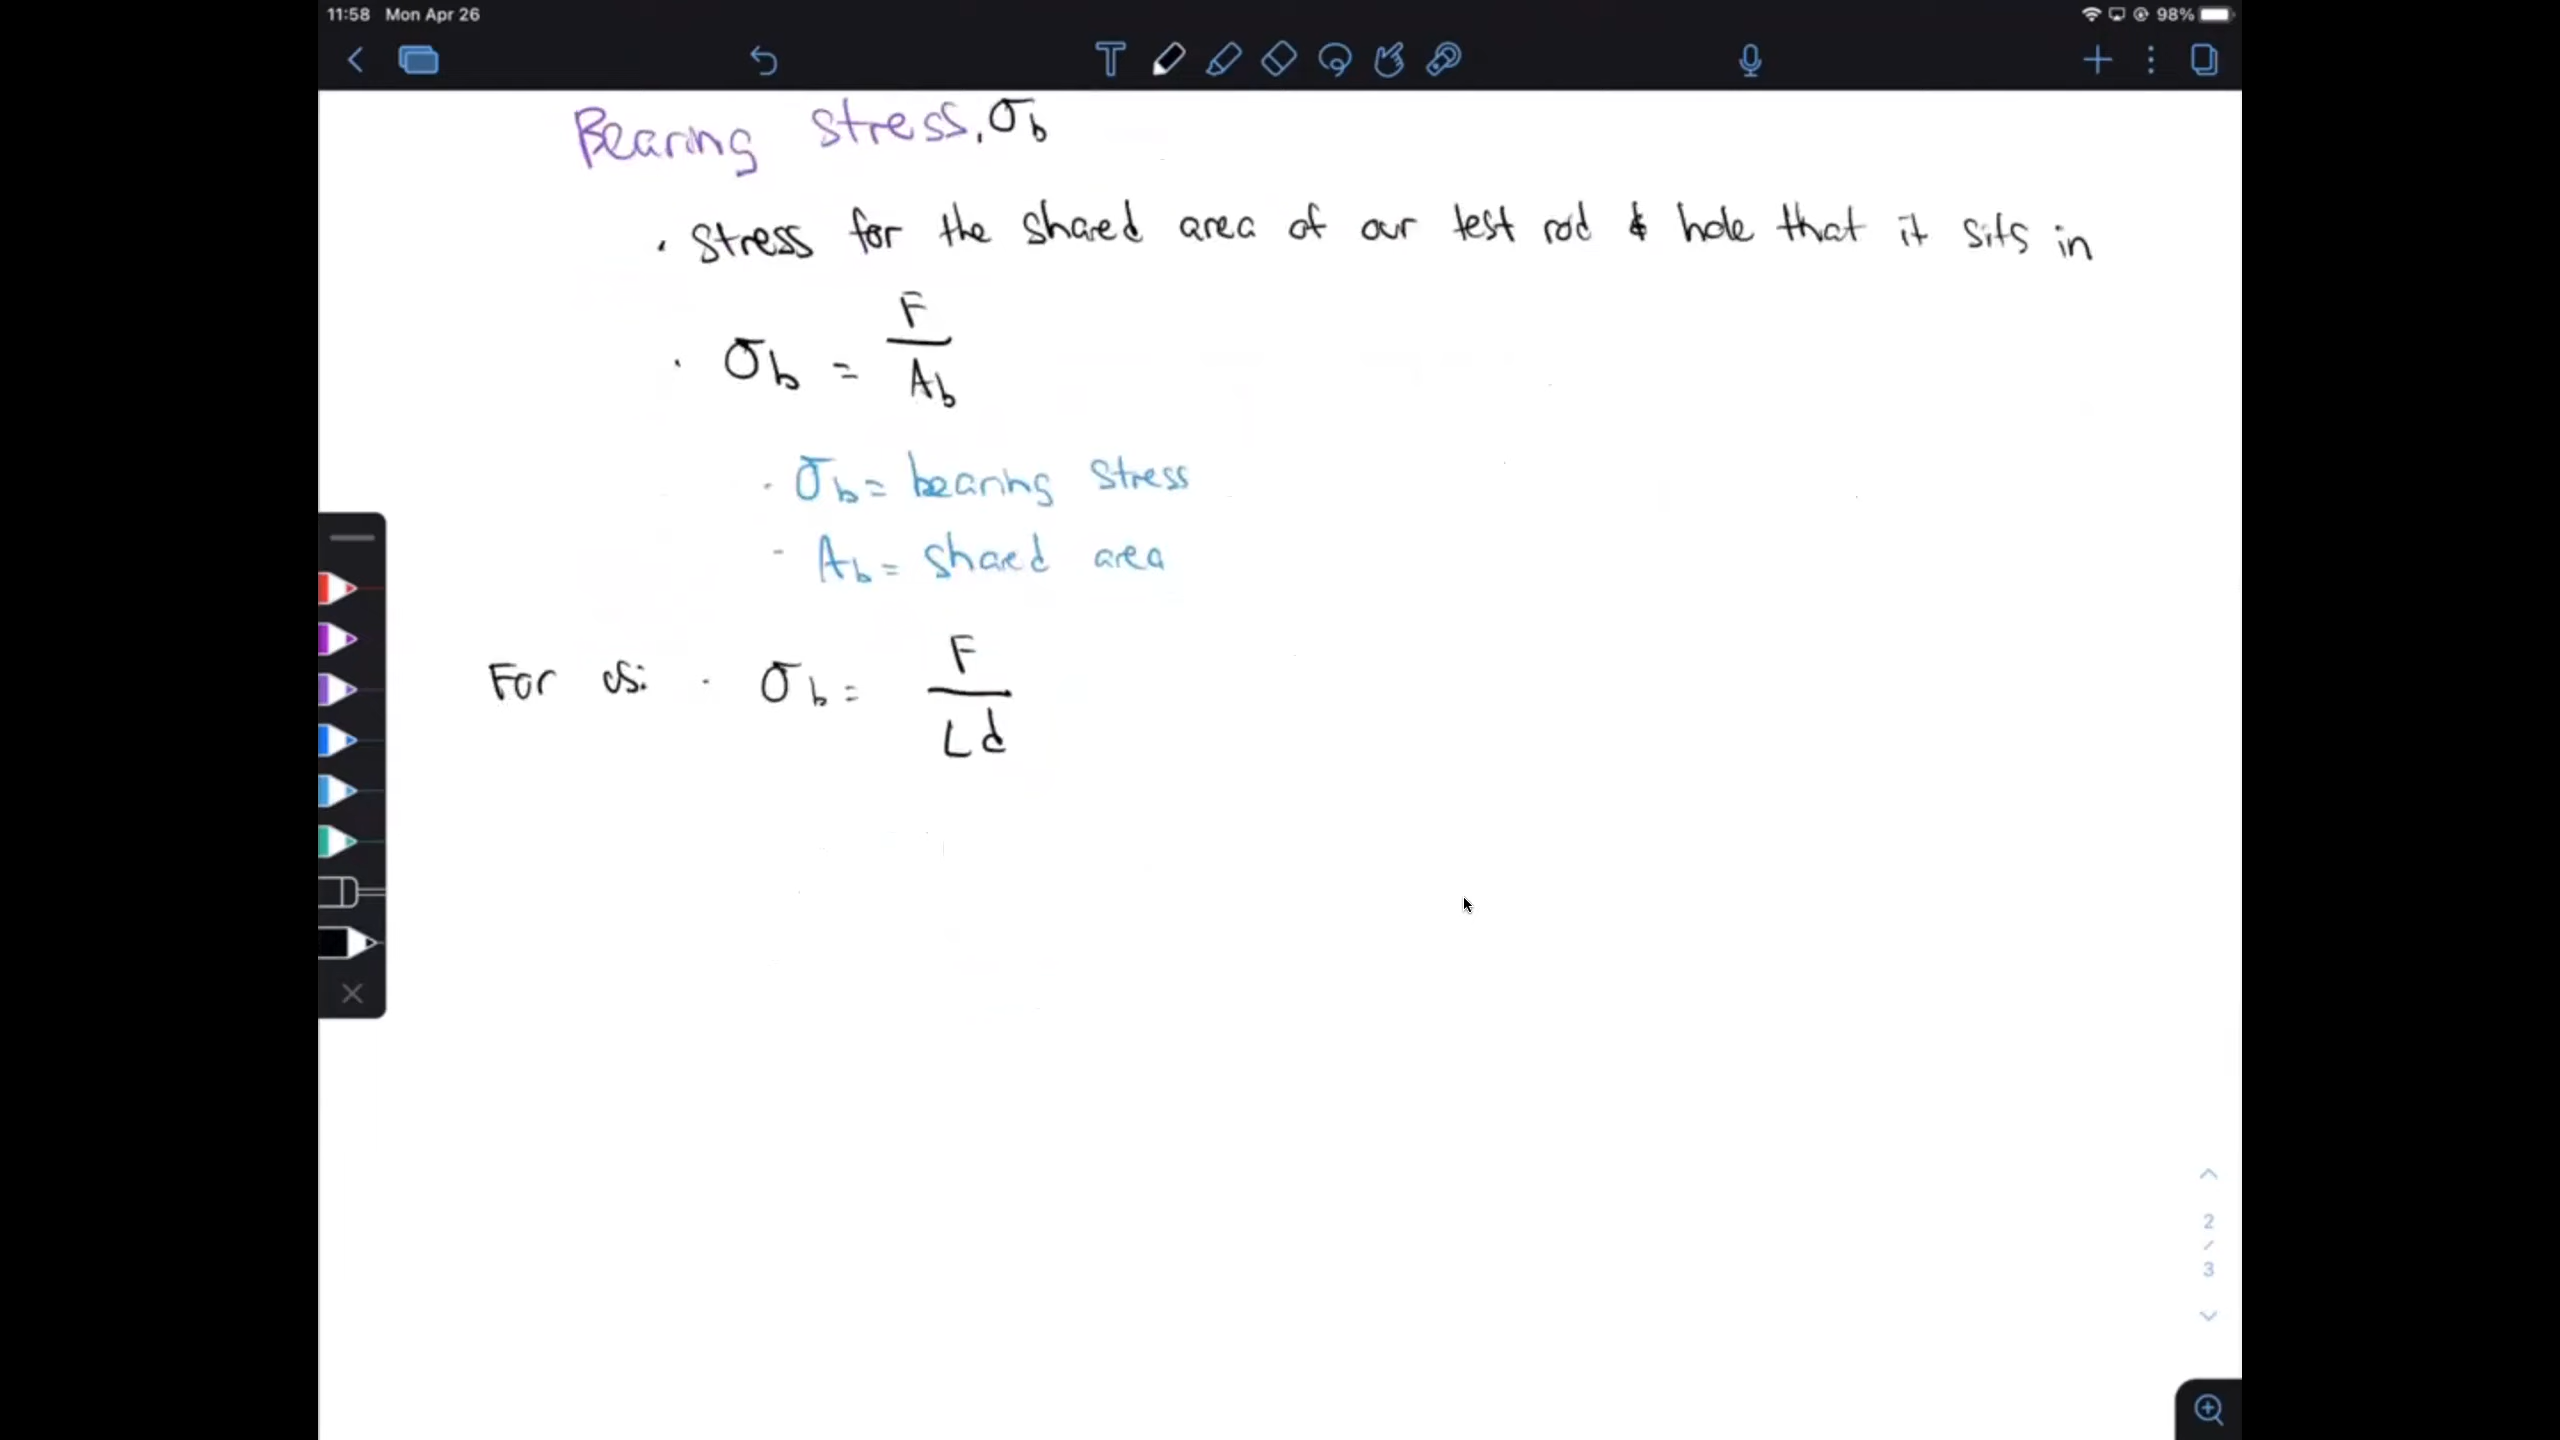 11:58 Mon Apr 26 98%
Bearing stress, σb
· Stress for the shared area of our test rod & hole that it sits in
· σb = F/Ab
· σb = bearing stress
- Ab = shared area
For us: · σb = F/Ld
2
/
3